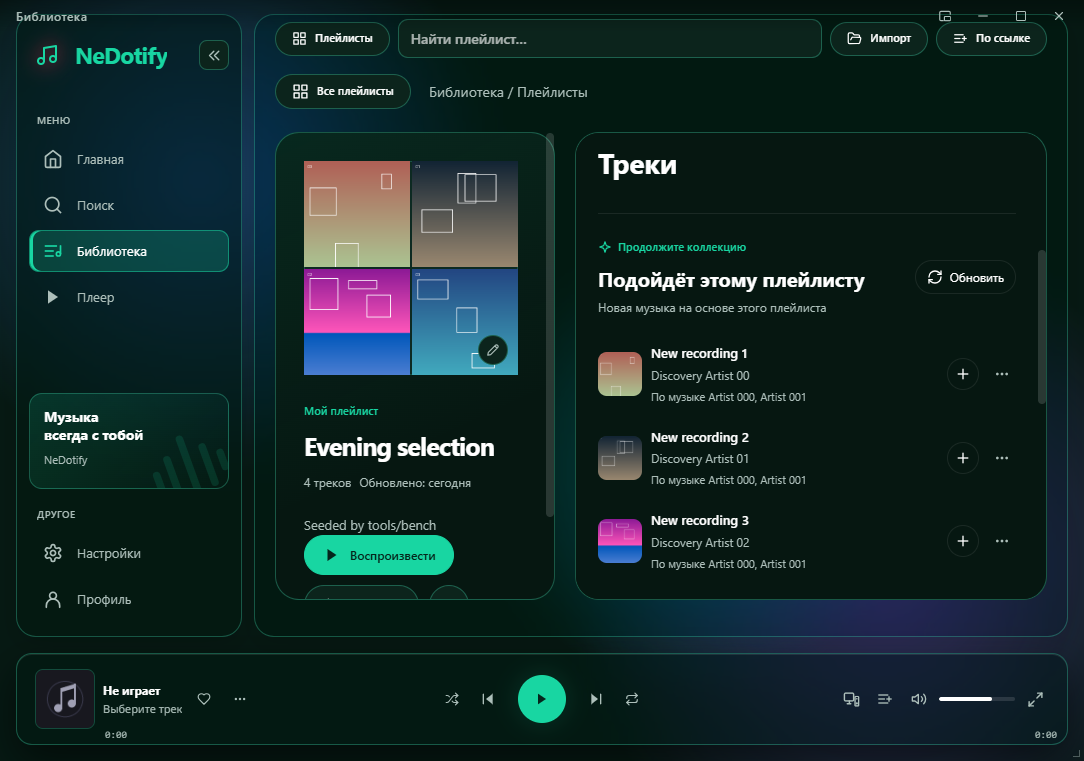 Библиотека
NeDotify
МЕНЮ
Главная
Поиск
Библиотека
Плеер
Музыка
всегда с тобой
NeDotify
ДРУГОЕ
Настройки
Профиль
Плейлисты
Найти плейлист...
Импорт
По ссылке
Все плейлисты
Библиотека / Плейлисты
Мой плейлист
Evening selection
4 треков Обновлено: сегодня
Seeded by tools/bench
Воспроизвести
Треки
Продолжите коллекцию
Подойдёт этому плейлисту
Обновить
Новая музыка на основе этого плейлиста
New recording 1
Discovery Artist 00
По музыке Artist 000, Artist 001
New recording 2
Discovery Artist 01
По музыке Artist 000, Artist 001
New recording 3
Discovery Artist 02
По музыке Artist 000, Artist 001
Не играет
Выберите трек
0:00
0:00